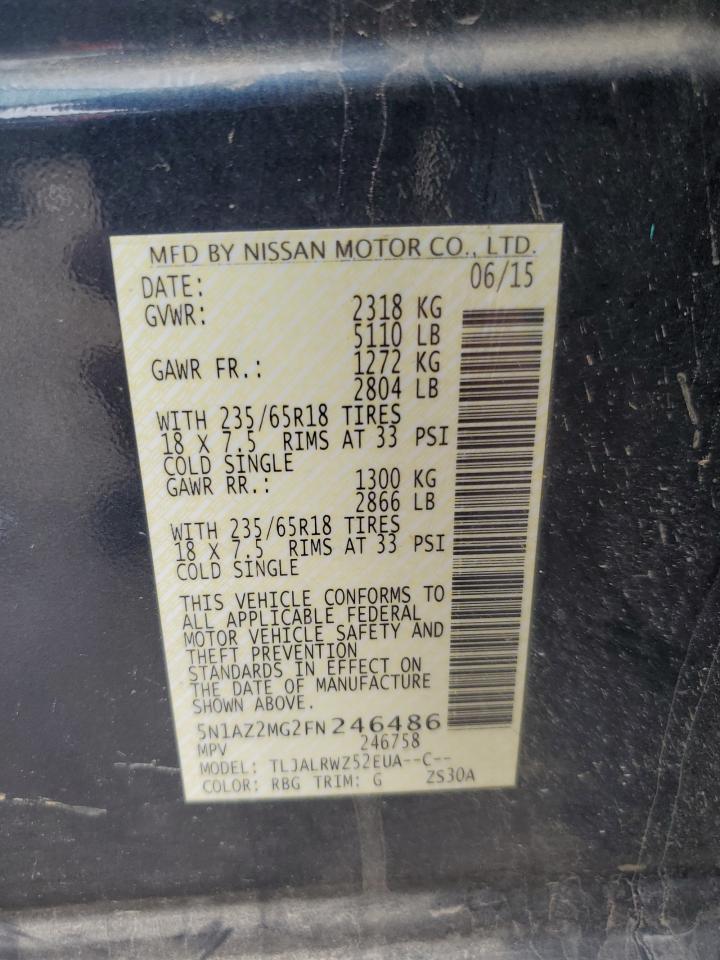 MFD BY NISSAN MOTOR CO., LTD.
DATE: 06/15
GVWR: 2318 KG
5110 LB
GAWR FR.: 1272 KG
2804 LB
WITH 235/65R18 TIRES
18 X 7.5 RIMS AT 33 PSI
COLD SINGLE
GAWR RR.: 1300 KG
2866 LB
WITH 235/65R18 TIRES
18 X 7.5 RIMS AT 33 PSI
COLD SINGLE
THIS VEHICLE CONFORMS TO
ALL APPLICABLE FEDERAL
MOTOR VEHICLE SAFETY AND
THEFT PREVENTION
STANDARDS IN EFFECT ON
THE DATE OF MANUFACTURE
SHOWN ABOVE.
5N1AZ2MG2FN246486
MPV 246758
MODEL: TLJALRWZ52EUA--C--
COLOR: RBG TRIM: G ZS30A